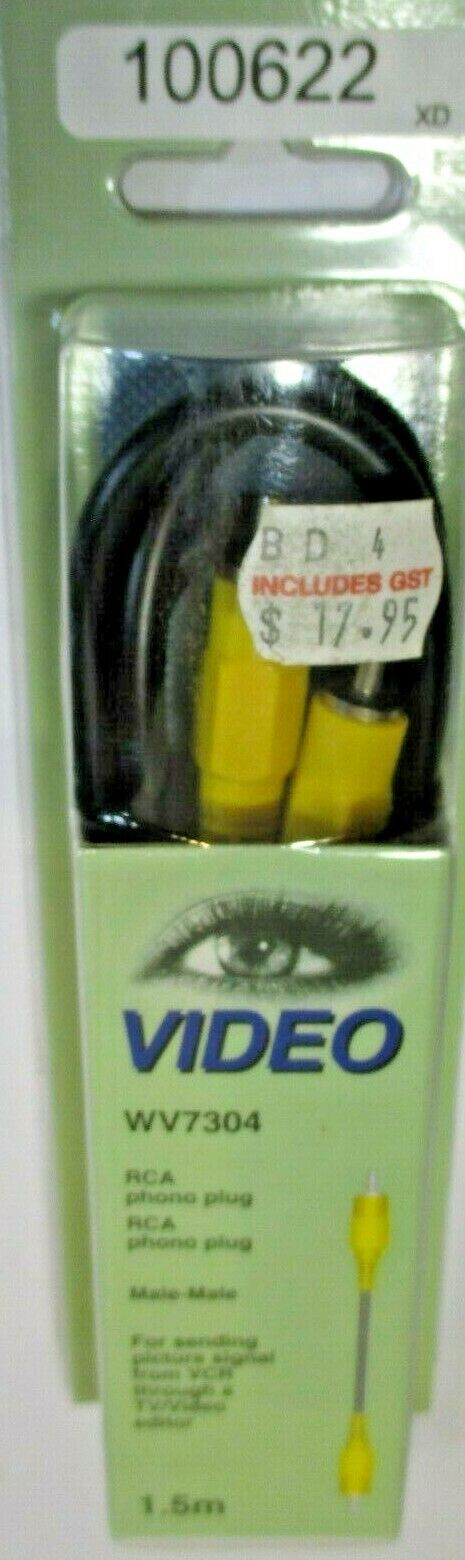 100622
XD
B D 4
INCLUDES GST
$ 17.95
VIDEO
WV7304
RCA
phono plug
RCA
phono plug
Male-Male
For sending
picture signal
from VCR
through a
TV/Video
editor
1.5m